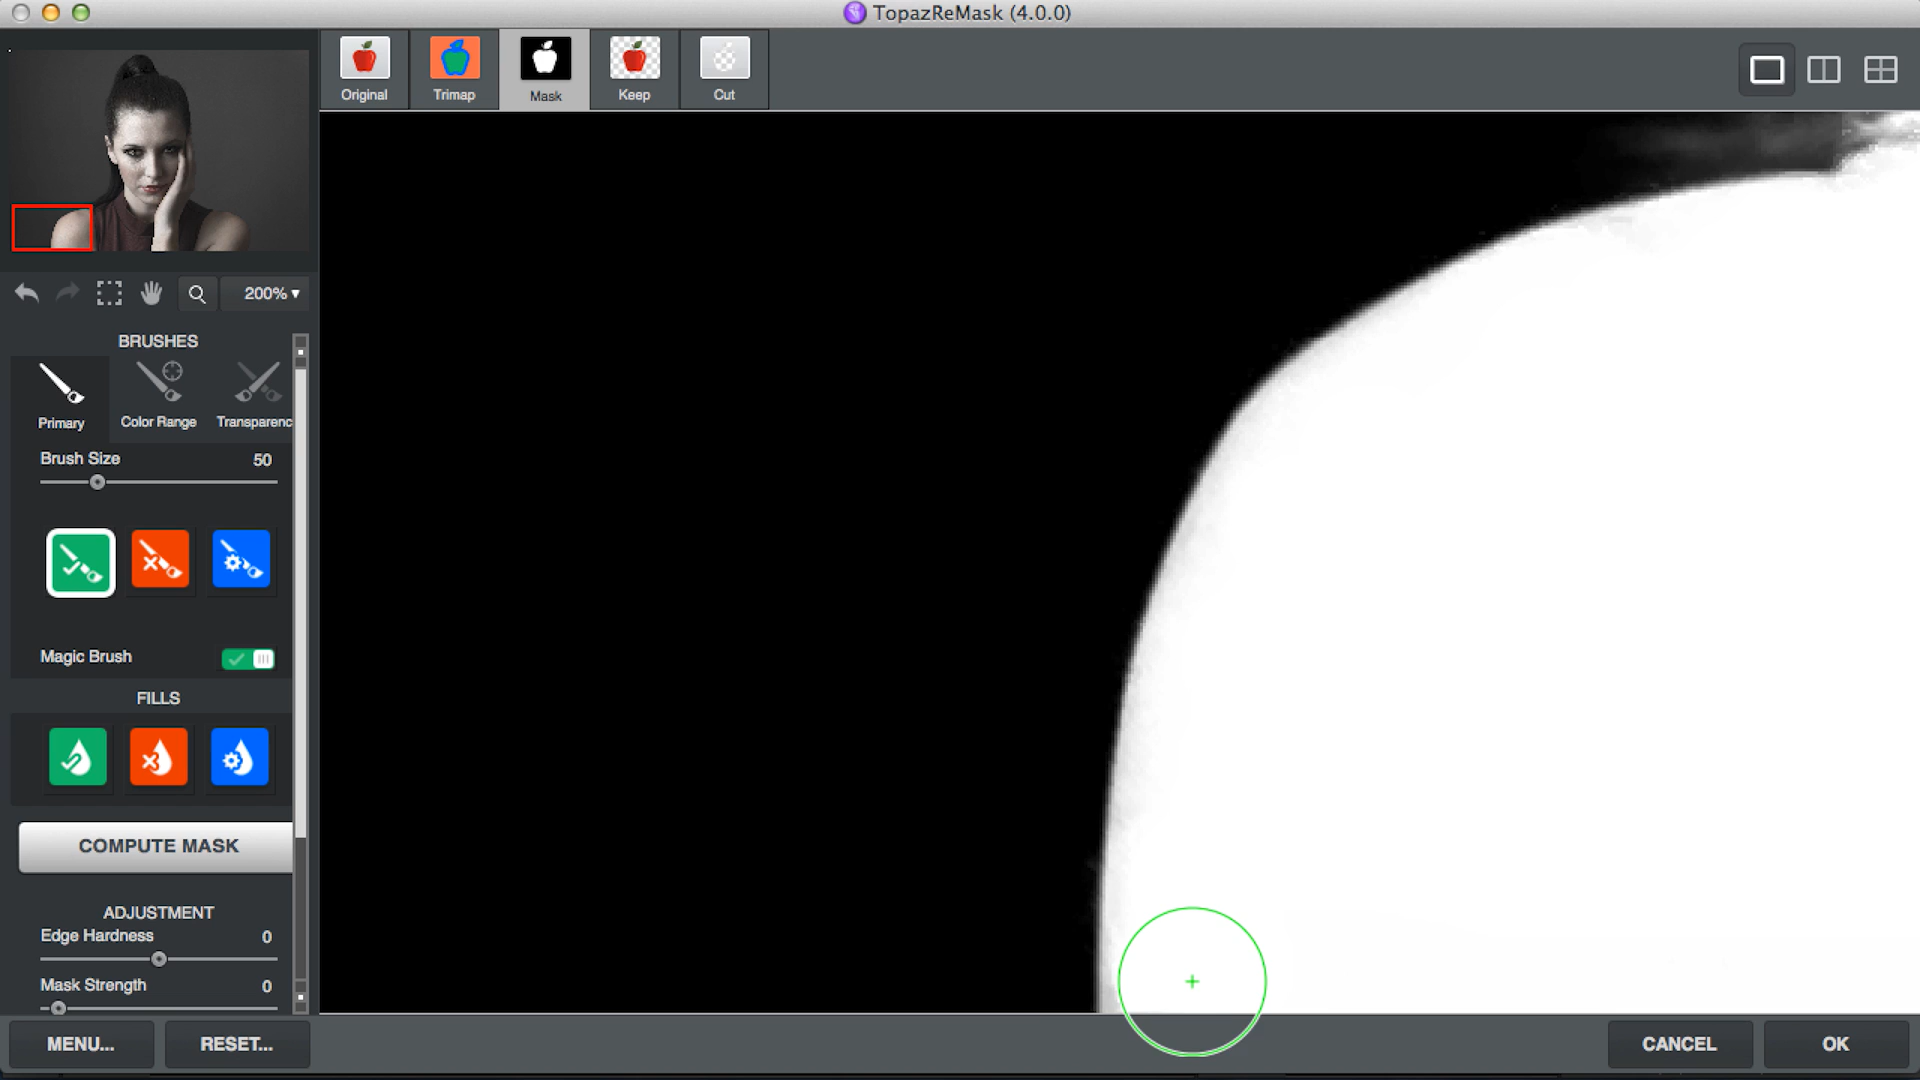 TopazReMask (4.0.0)
Original
Trimap
Mask
Keep
Cut
200%
BRUSHES
Primary
Color Range
Transparenc
Brush Size
50
Magic Brush
FILLS
COMPUTE MASK
ADJUSTMENT
Edge Hardness
0
Mask Strength
0
MENU...
RESET...
CANCEL
OK